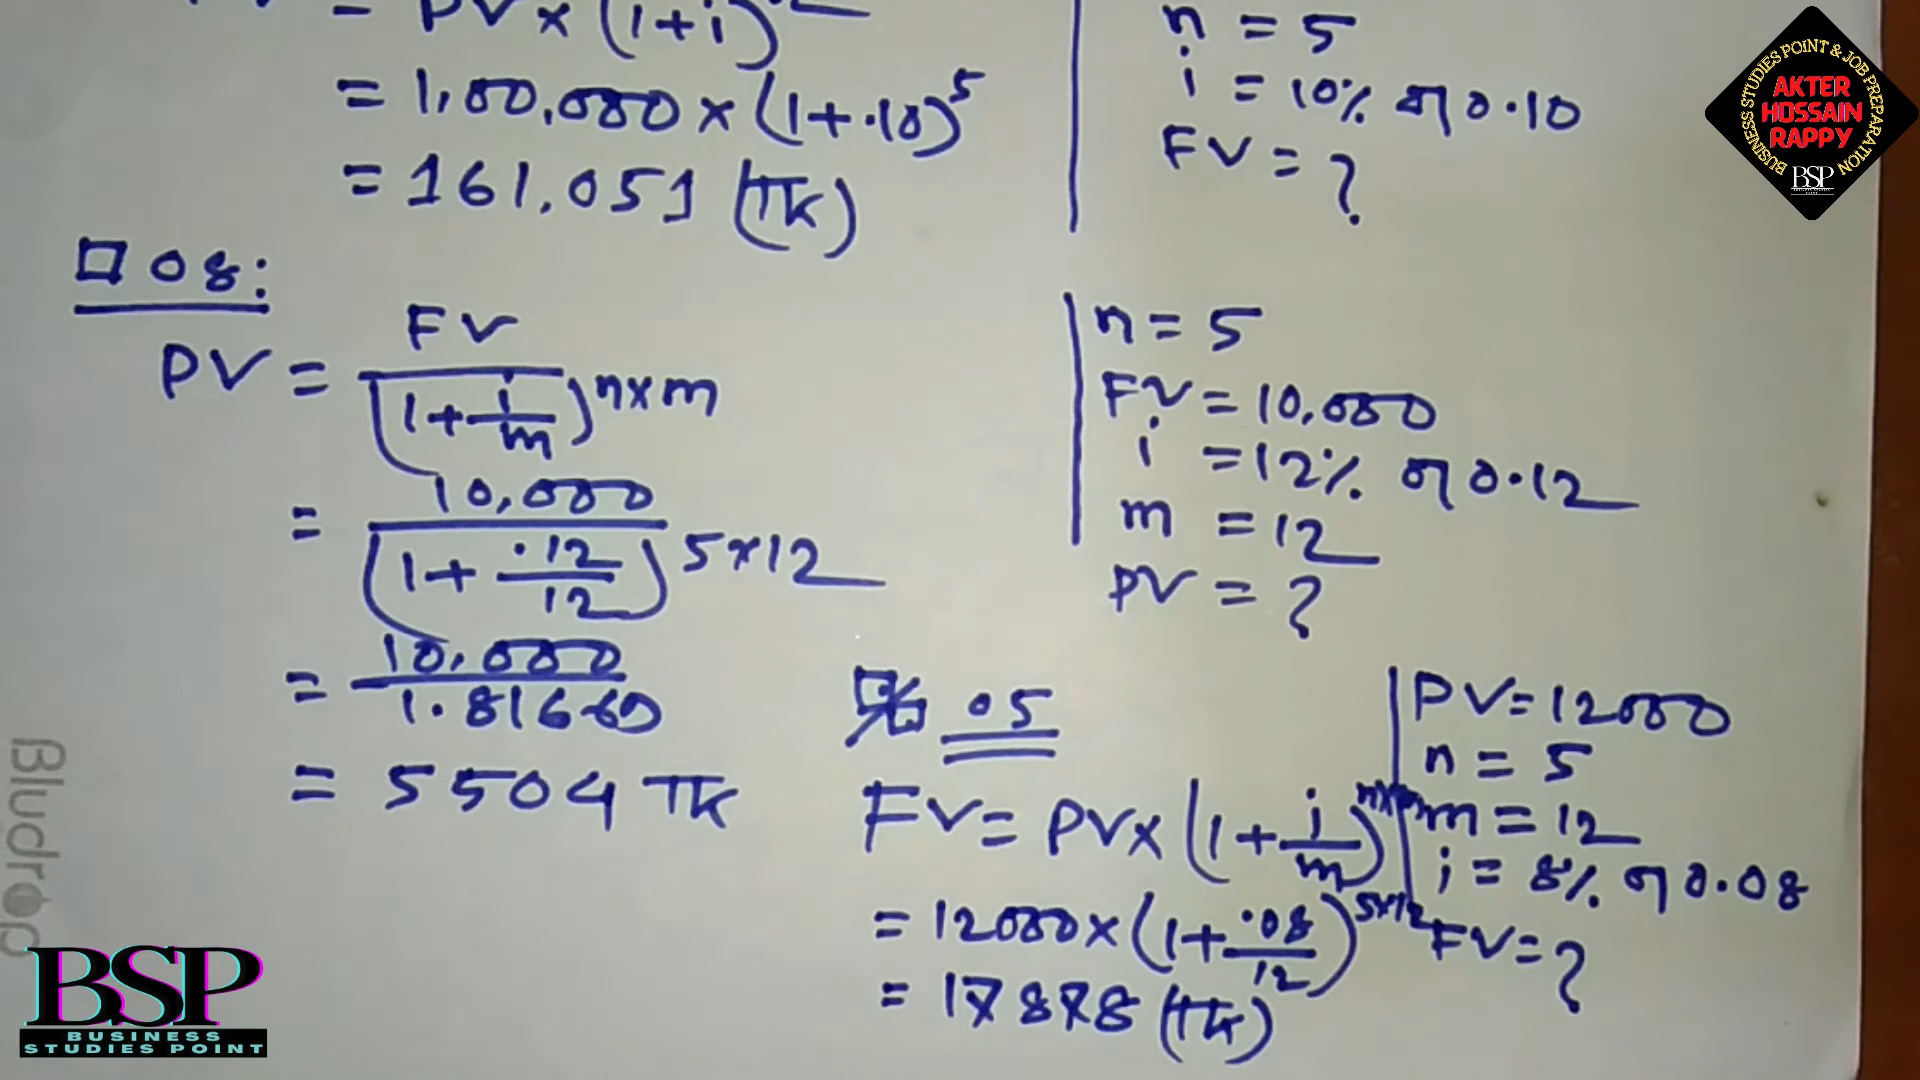 = PV × (1+i)
= 1,00,000 × (1+.10)^5
= 161,051 (TK)
n = 5
i = 10% বা 0.10
FV = ?
□ 08:
PV = FV / (1 + i/m)^n×m
= 10,000 / (1 + .12/12)^5×12
= 10,000 / 1.81669
= 5504 TK
n = 5
FV = 10,000
i = 12% বা 0.12
m = 12
PV = ?
05
FV = PV × (1 + i/m)^n×m
= 12000 × (1 + .08/12)^5×12
= 17878 (TK)
PV = 12000
n = 5
m = 12
i = 8% বা 0.08
FV = ?
BUSINESS STUDIES POINT & JOB PREPARATION
AKTER
HOSSAIN
RAPPY
BSP
Bludrop
BSP
BUSINESS
STUDIES POINT